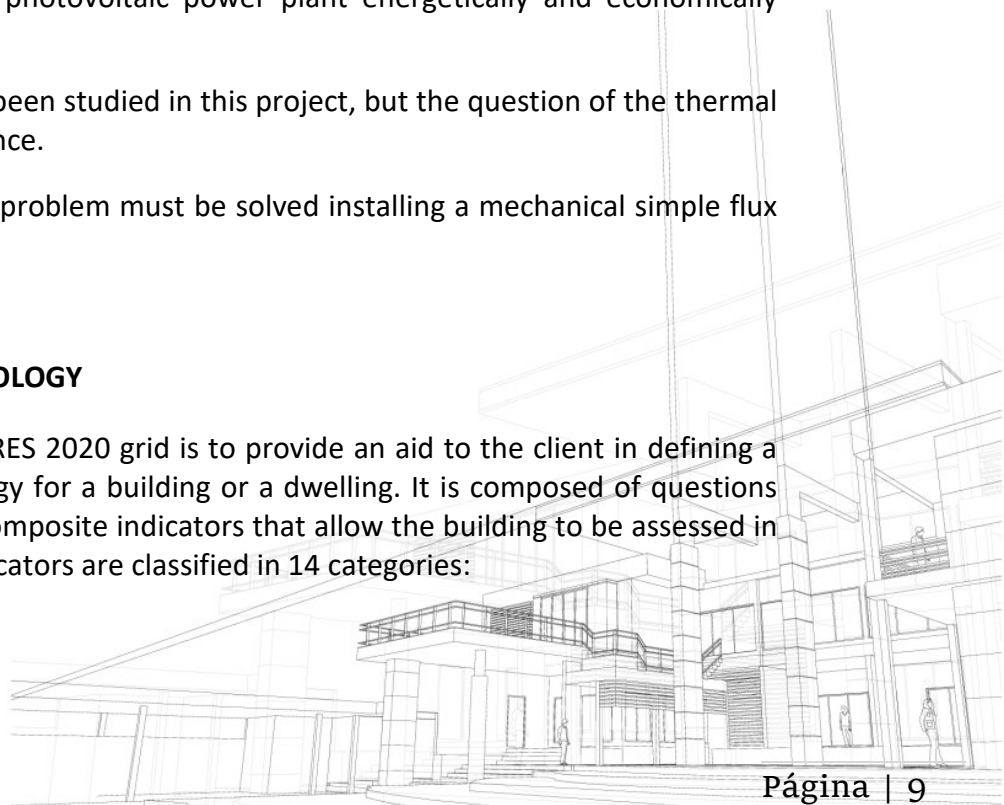 photovoltaic power plant energetically and economically
been studied in this project, but the question of the thermal
nce.
problem must be solved installing a mechanical simple flux
OLOGY
RES 2020 grid is to provide an aid to the client in defining a
gy for a building or a dwelling. It is composed of questions
omposite indicators that allow the building to be assessed in
cators are classified in 14 categories:
Página | 9